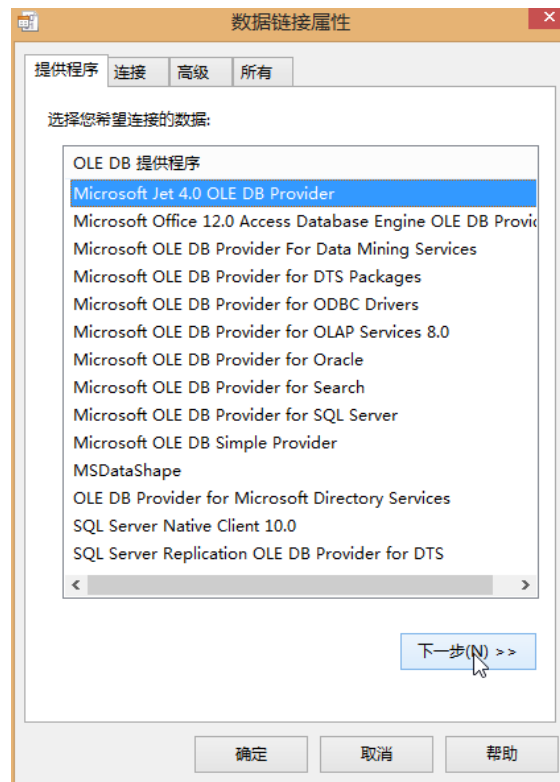 数据链接属性
提供程序 连接 高级 所有
选择您希望连接的数据:
OLE DB 提供程序
Microsoft Jet 4.0 OLE DB Provider
Microsoft Office 12.0 Access Database Engine OLE DB Provid
Microsoft OLE DB Provider For Data Mining Services
Microsoft OLE DB Provider for DTS Packages
Microsoft OLE DB Provider for ODBC Drivers
Microsoft OLE DB Provider for OLAP Services 8.0
Microsoft OLE DB Provider for Oracle
Microsoft OLE DB Provider for Search
Microsoft OLE DB Provider for SQL Server
Microsoft OLE DB Simple Provider
MSDataShape
OLE DB Provider for Microsoft Directory Services
SQL Server Native Client 10.0
SQL Server Replication OLE DB Provider for DTS
下一步(N) >>
确定 取消 帮助